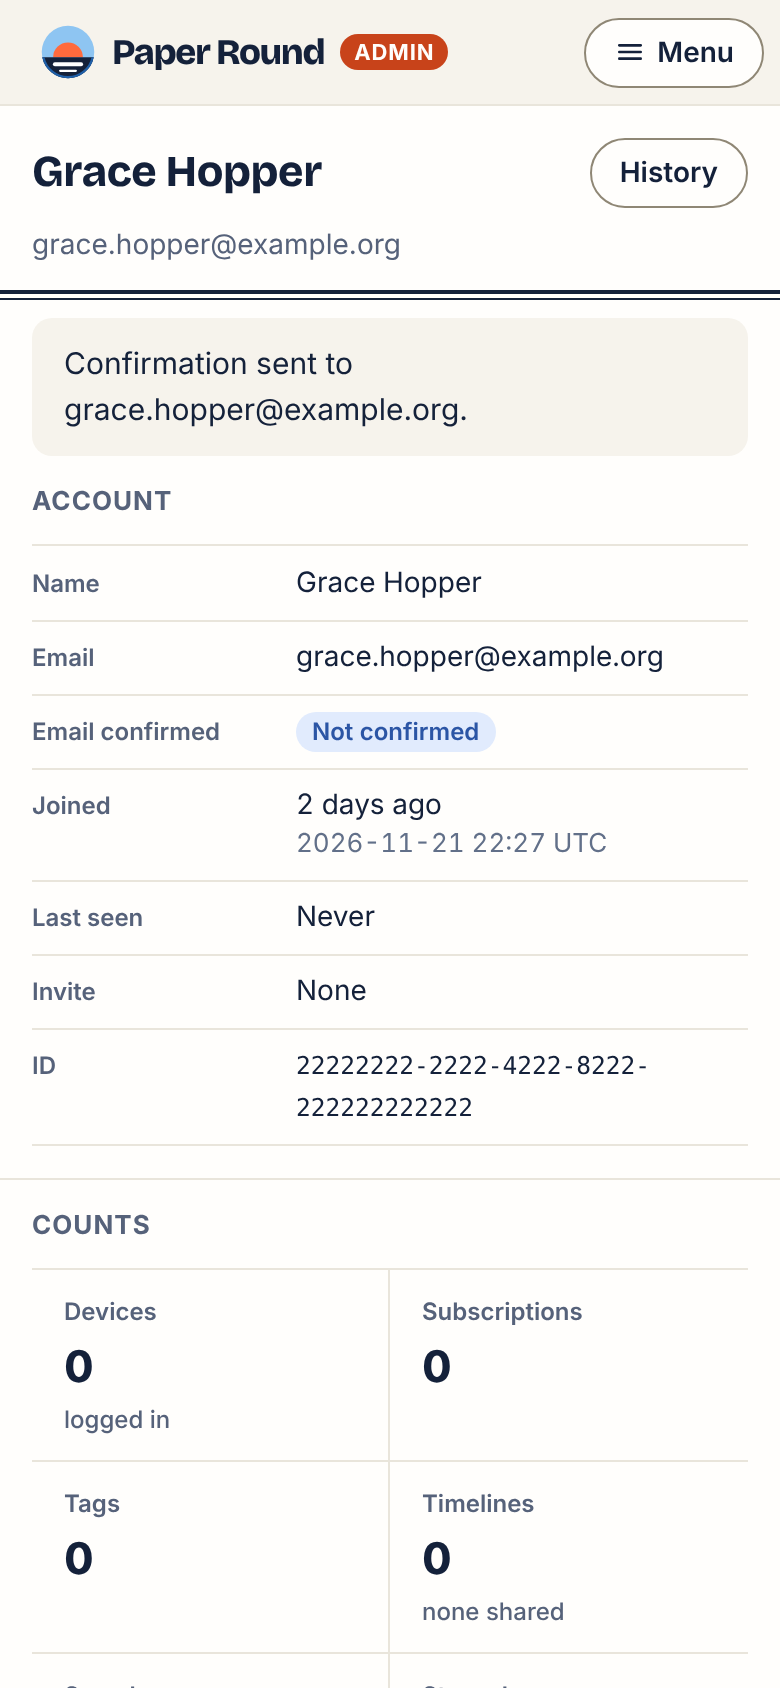 Paper Round ADMIN
Menu
Grace Hopper
History
grace.hopper@example.org
Confirmation sent to
grace.hopper@example.org.
ACCOUNT
Name Grace Hopper
Email grace.hopper@example.org
Email confirmed Not confirmed
Joined 2 days ago
2026-11-21 22:27 UTC
Last seen Never
Invite None
ID 22222222-2222-4222-8222-
222222222222
COUNTS
Devices
0
logged in
Subscriptions
0
Tags
0
Timelines
0
none shared